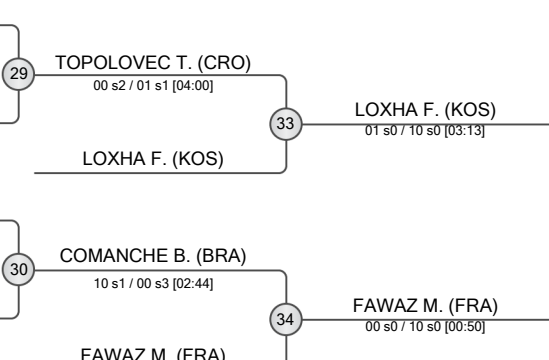 29
TOPOLOVEC T. (CRO)
00 s2 / 01 s1 [04:00]
33
LOXHA F. (KOS)
01 s0 / 10 s0 [03:13]
LOXHA F. (KOS)
30
COMANCHE B. (BRA)
10 s1 / 00 s3 [02:44]
34
FAWAZ M. (FRA)
00 s0 / 10 s0 [00:50]
FAWAZ M. (FRA)